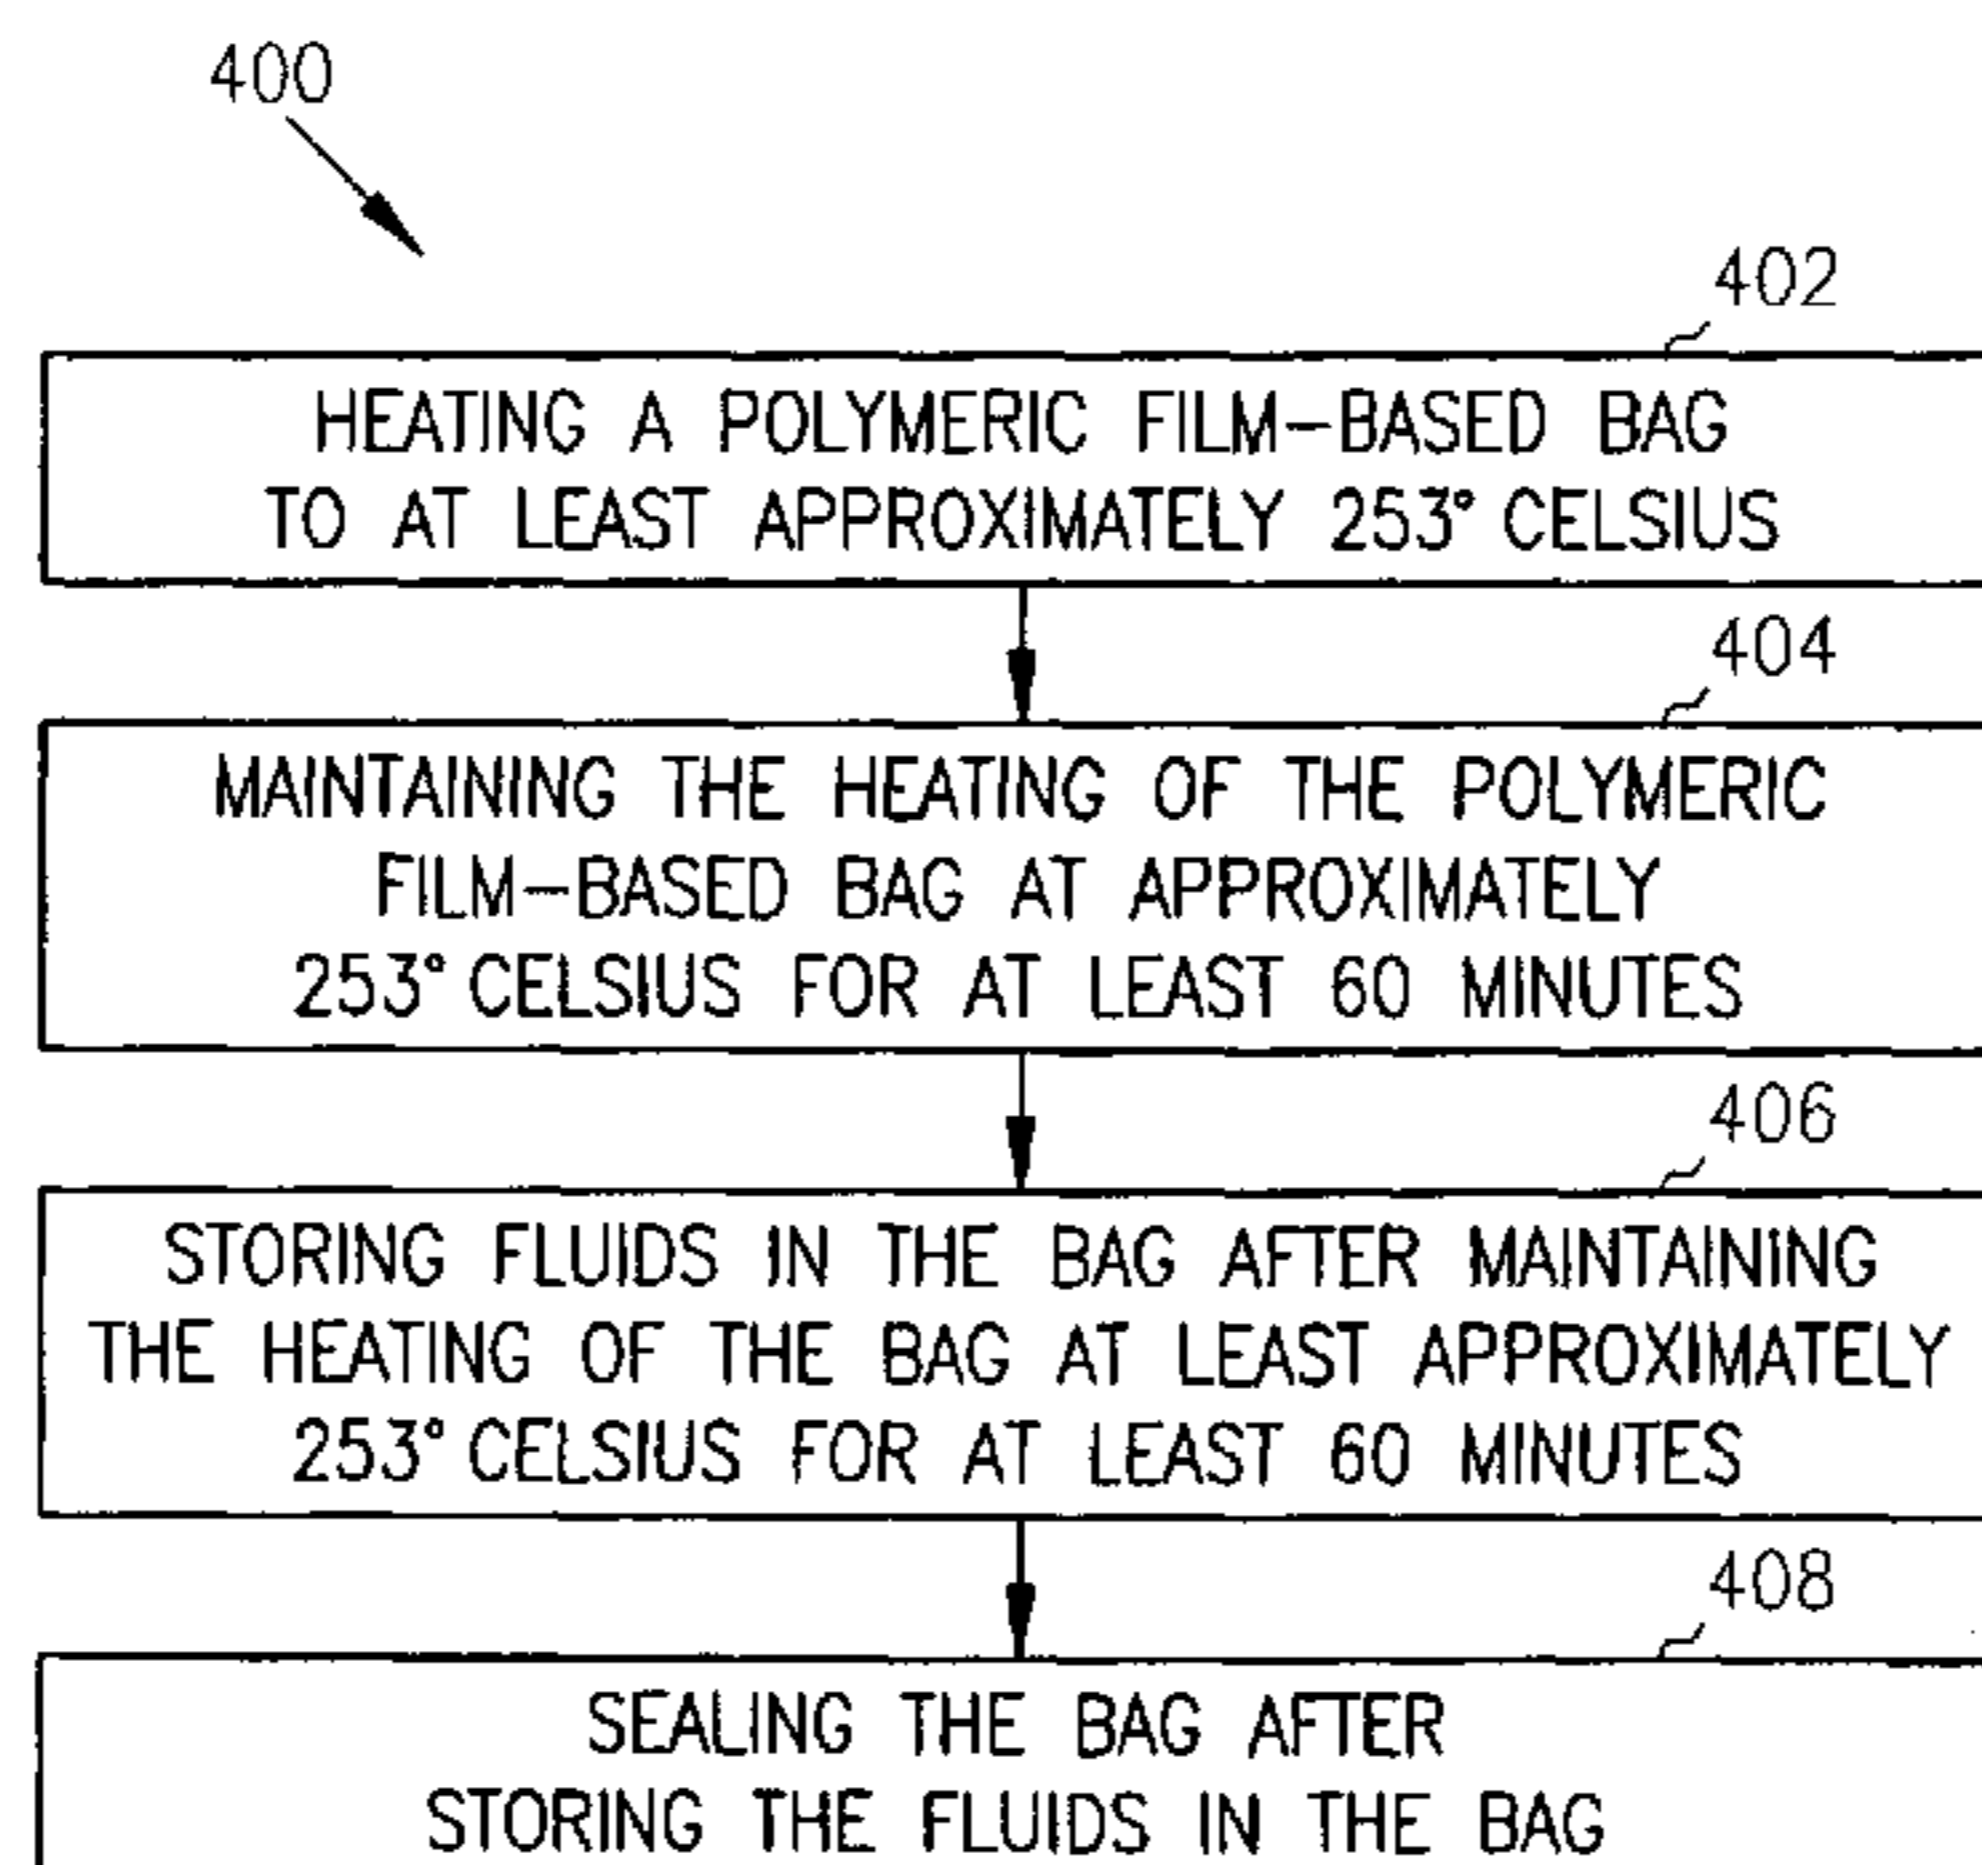 400
402
HEATING A POLYMERIC FILM-BASED BAG
TO AT LEAST APPROXIMATELY 253° CELSIUS
404
MAINTAINING THE HEATING OF THE POLYMERIC
FILM-BASED BAG AT APPROXIMATELY
253° CELSIUS FOR AT LEAST 60 MINUTES
406
STORING FLUIDS IN THE BAG AFTER MAINTAINING
THE HEATING OF THE BAG AT LEAST APPROXIMATELY
253° CELSIUS FOR AT LEAST 60 MINUTES
408
SEALING THE BAG AFTER
STORING THE FLUIDS IN THE BAG